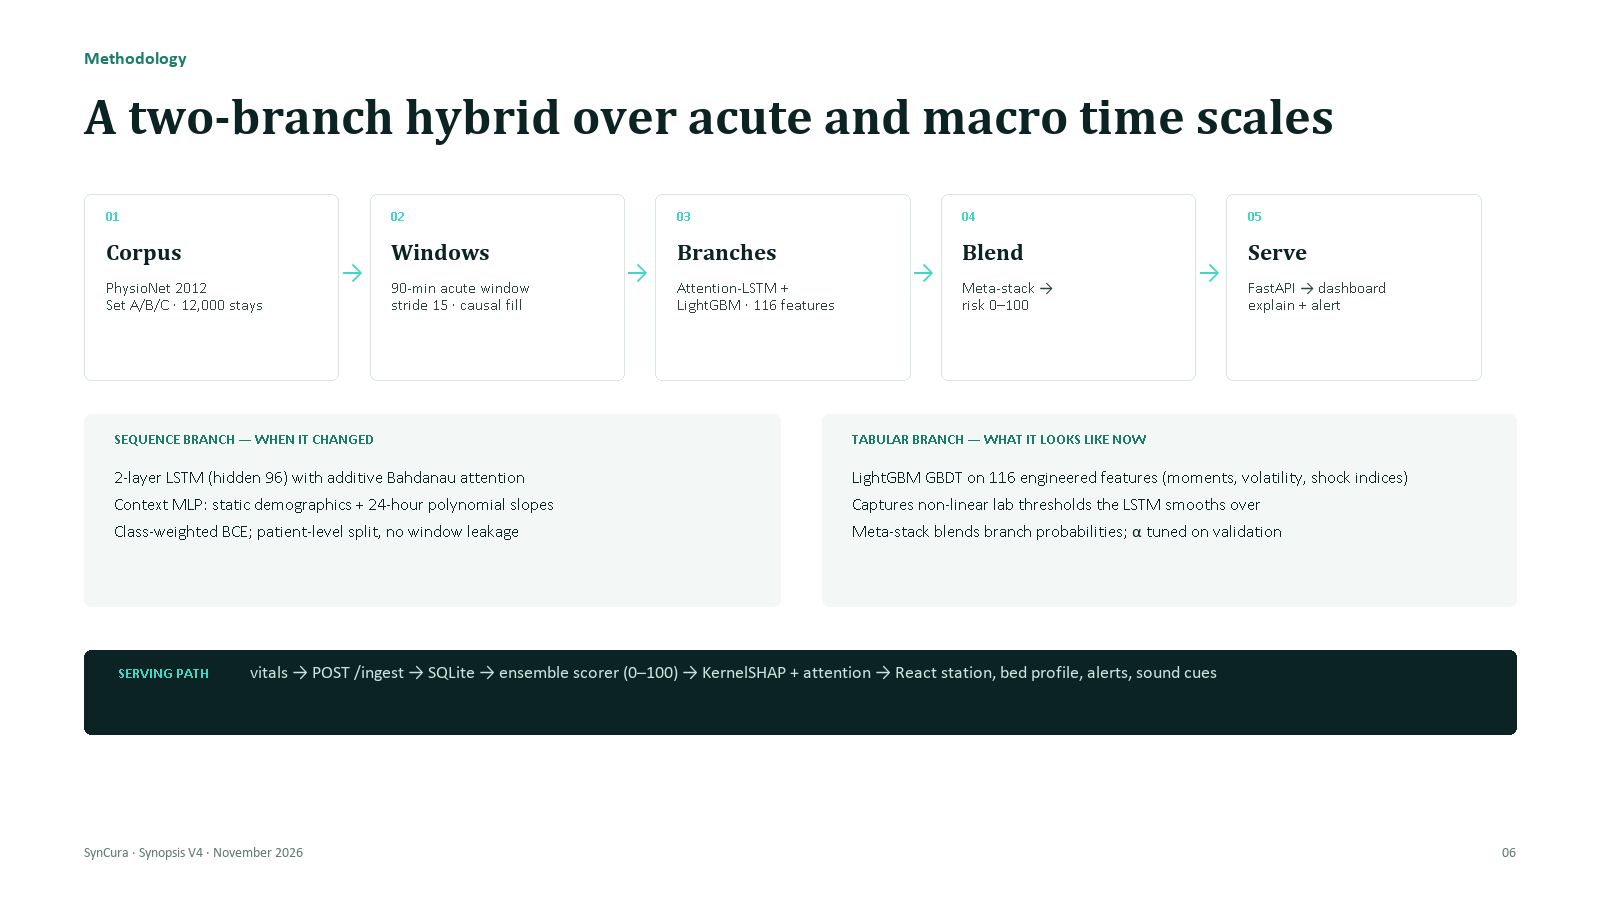 Methodology
A two-branch hybrid over acute and macro time scales
01
Corpus
PhysioNet 2012
Set A/B/C · 12,000 stays
→
02
Windows
90-min acute window
stride 15 · causal fill
→
03
Branches
Attention-LSTM +
LightGBM · 116 features
→
04
Blend
Meta-stack →
risk 0–100
→
05
Serve
FastAPI → dashboard
explain + alert
SEQUENCE BRANCH — WHEN IT CHANGED
2-layer LSTM (hidden 96) with additive Bahdanau attention
Context MLP: static demographics + 24-hour polynomial slopes
Class-weighted BCE; patient-level split, no window leakage
TABULAR BRANCH — WHAT IT LOOKS LIKE NOW
LightGBM GBDT on 116 engineered features (moments, volatility, shock indices)
Captures non-linear lab thresholds the LSTM smooths over
Meta-stack blends branch probabilities; α tuned on validation
SERVING PATH vitals → POST /ingest → SQLite → ensemble scorer (0–100) → KernelSHAP + attention → React station, bed profile, alerts, sound cues
SynCura · Synopsis V4 · November 2026
06